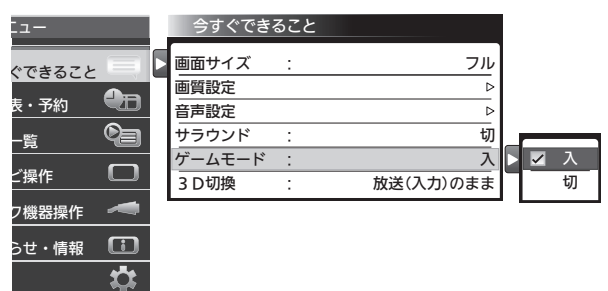 ニュー
今すぐできること
ぐできること
表・予約
一覧
ご操作
ク機器操作
らせ・情報
画面サイズ : フル
画質設定
音声設定
サラウンド : 切
ゲームモード : 入
3D切換 : 放送(入力)のまま
入
切